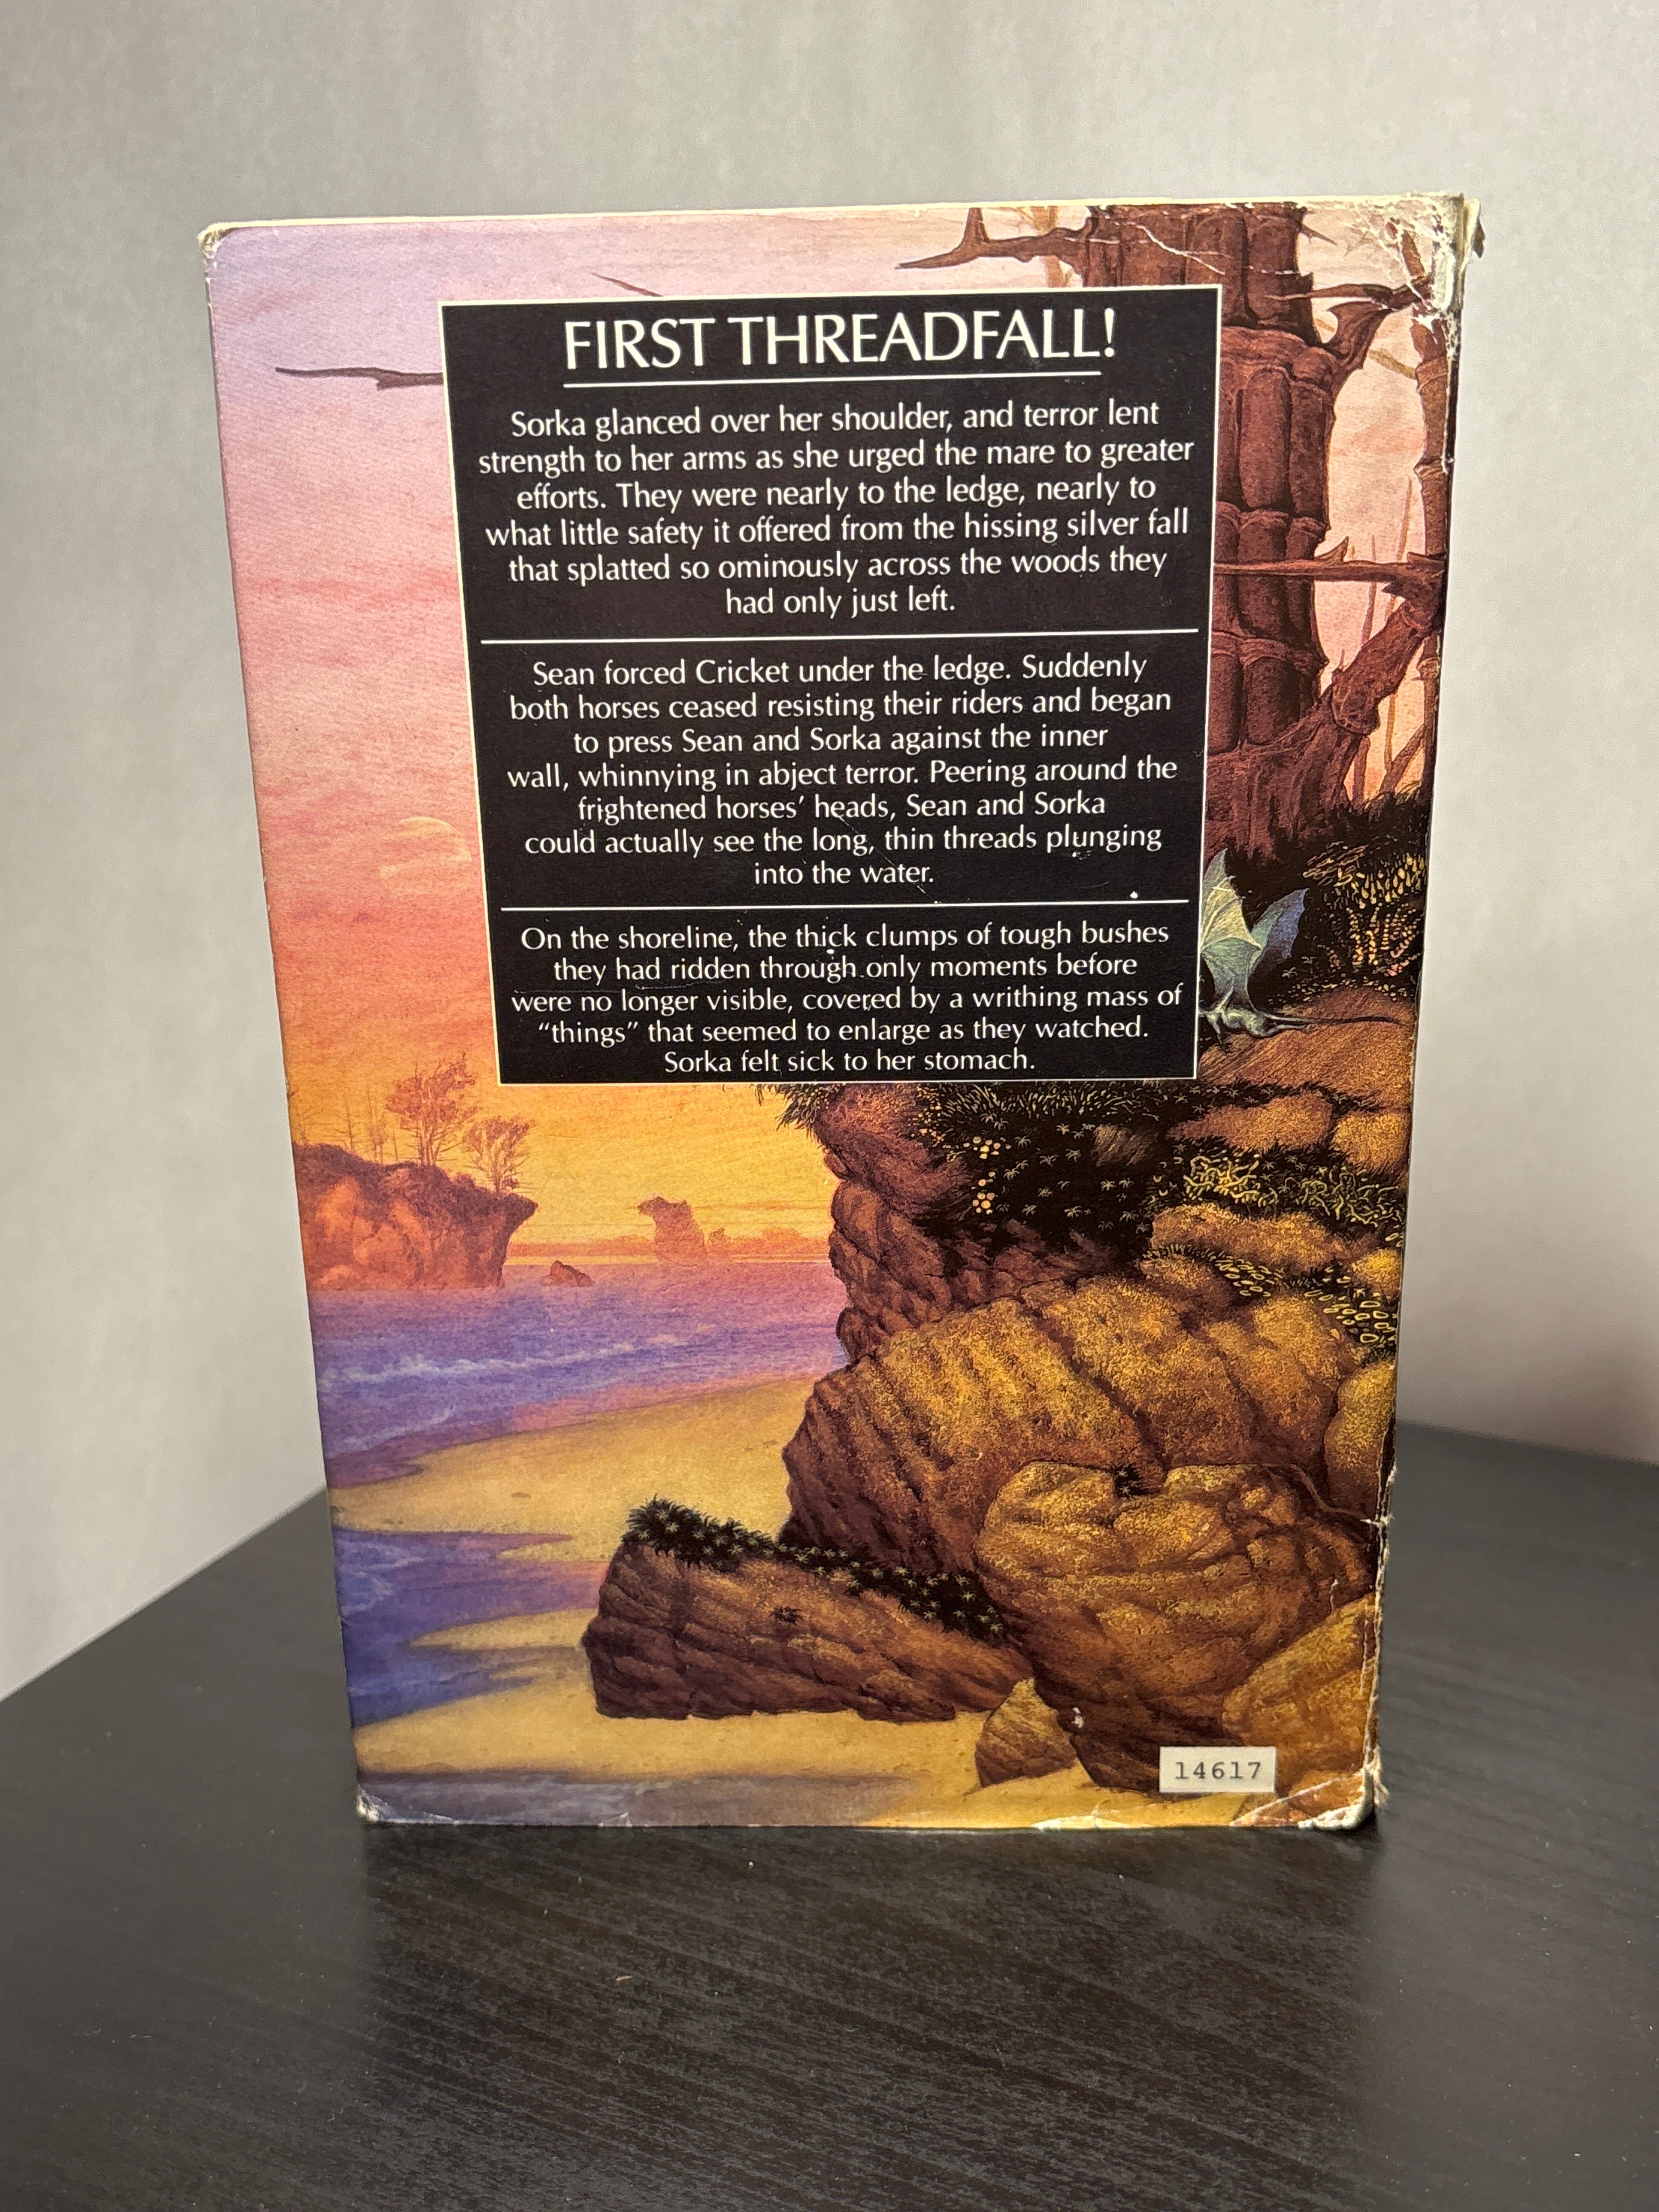 FIRST THREADFALL!
Sorka glanced over her shoulder, and terror lent
strength to her arms as she urged the mare to greater
efforts. They were nearly to the ledge, nearly to
what little safety it offered from the hissing silver fall
that splatted so ominously across the woods they
had only just left.
Sean forced Cricket under the ledge. Suddenly
both horses ceased resisting their riders and began
to press Sean and Sorka against the inner
wall, whinnying in abject terror. Peering around the
frightened horses’ heads, Sean and Sorka
could actually see the long, thin threads plunging
into the water.
On the shoreline, the thick clumps of tough bushes
they had ridden through only moments before
were no longer visible, covered by a writhing mass of
“things” that seemed to enlarge as they watched.
Sorka felt sick to her stomach.
14617